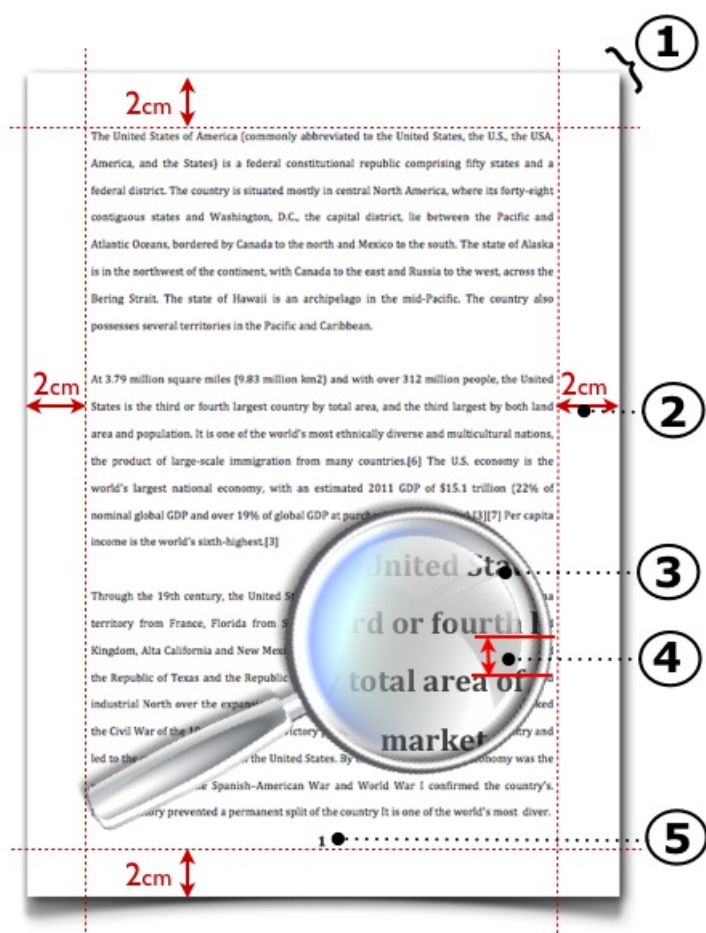 1
2cm
The United States of America (commonly abbreviated to the United States, the U.S., the USA,
America, and the States) is a federal constitutional republic comprising fifty states and a
federal district. The country is situated mostly in central North America, where its forty-eight
contiguous states and Washington, D.C., the capital district, lie between the Pacific and
Atlantic Oceans, bordered by Canada to the north and Mexico to the south. The state of Alaska
is in the northwest of the continent, with Canada to the east and Russia to the west, across the
Bering Strait. The state of Hawaii is an archipelago in the mid-Pacific. The country also
possesses several territories in the Pacific and Caribbean.
2cm
2cm
2
At 3.79 million square miles (9.83 million km2) and with over 312 million people, the United
States is the third or fourth largest country by total area, and the third largest by both land
area and population. It is one of the world's most ethnically diverse and multicultural nations,
the product of large-scale immigration from many countries.[6] The U.S. economy is the
world's largest national economy, with an estimated 2011 GDP of $15.1 trillion (22% of
nominal global GDP and over 19% of global GDP at [3][7] Per capita
income is the world's sixth-highest.[3]
United
3
Through the 19th century, the United
territory from France, Florida from
rd or fourth
Kingdom, Alta California and New
4
the Republic of Texas and the Republic
total area of
industrial North over the
the Civil War of the
market
and
led to the the United States. By was the
Spanish–American War and World War I confirmed the country's.
prevented a permanent split of the country It is one of the world's most diver.
1
5
2cm